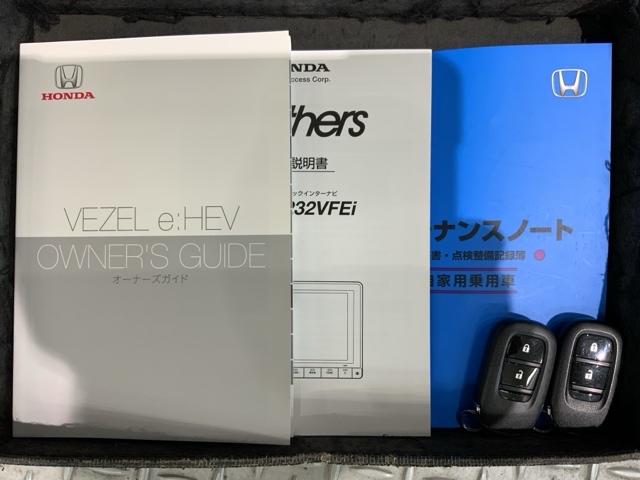 HONDA
VEZEL e:HEV
OWNER'S GUIDE
オーナーズガイド
NDA
ccess Corp.
thers
説明書
ックインターナビ
232VFEi
ナンスノート
書・点検整備記録簿
自家用乗用車